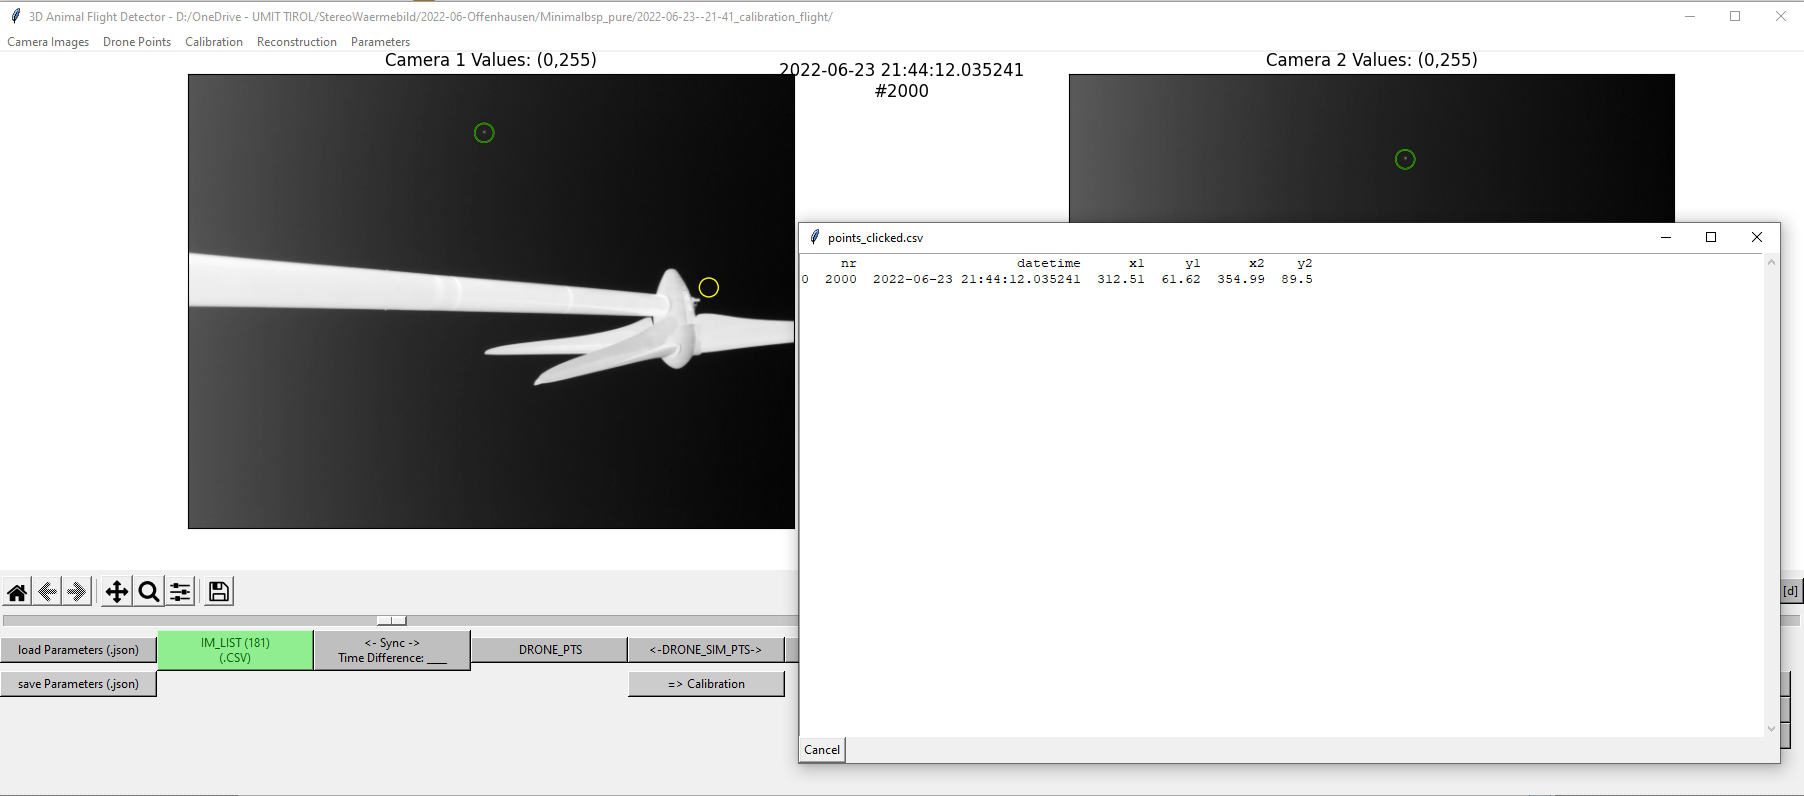 3D Animal Flight Detector - D:/OneDrive - UMIT TIROL/StereoWaermebild/2022-06-Offenhausen/Minimalbsp_pure/2022-06-23--21-41_calibration_flight/
Camera Images Drone Points Calibration Reconstruction Parameters
Camera 1 Values: (0,255)
2022-06-23 21:44:12.035241
#2000
Camera 2 Values: (0,255)
points_clicked.csv
nr datetime x1 y1 x2 y2
0 2000 2022-06-23 21:44:12.035241 312.51 61.62 354.99 89.5
Cancel
[d]
load Parameters (.json)
IM_LIST (181)
(.CSV)
<- Sync ->
Time Difference: ____
DRONE_PTS
<-DRONE_SIM_PTS->
save Parameters (.json)
=> Calibration